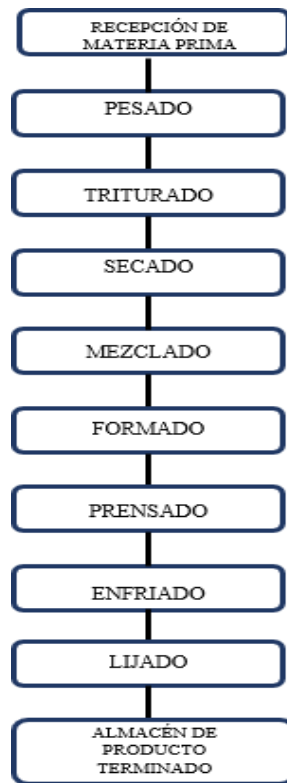 RECEPCIÓN DE
MATERIA PRIMA
PESADO
TRITURADO
SECADO
MEZCLADO
FORMADO
PRENSADO
ENFRIADO
LIJADO
ALMACÉN DE
PRODUCTO
TERMINADO